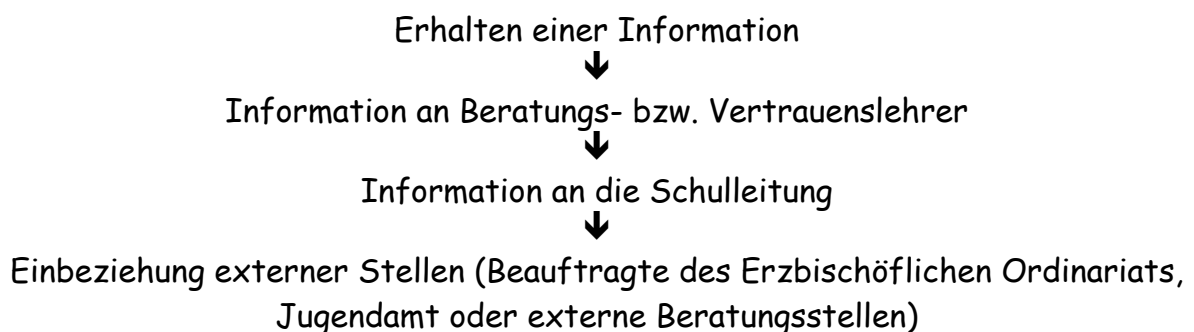 Erhalten einer Information
↓
Information an Beratungs- bzw. Vertrauenslehrer
↓
Information an die Schulleitung
↓
Einbeziehung externer Stellen (Beauftragte des Erzbischöflichen Ordinariats,
Jugendamt oder externe Beratungsstellen)